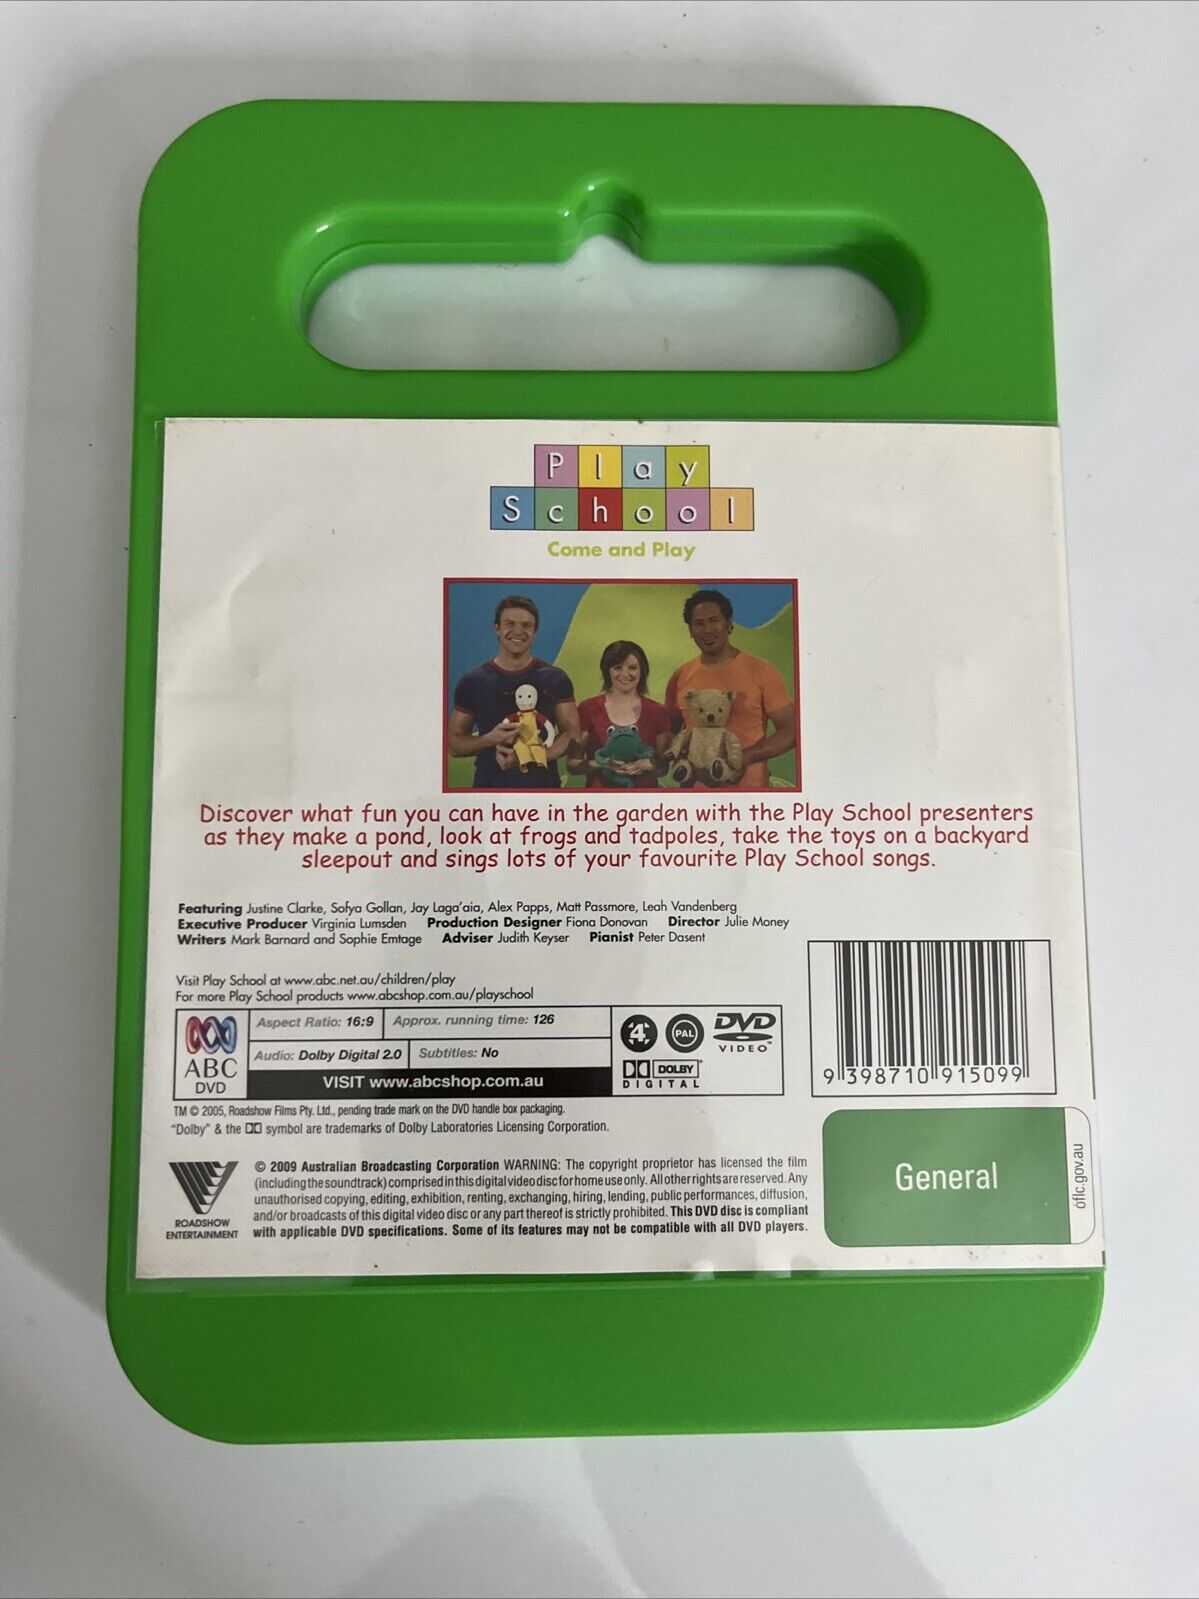 Play
School
Come and Play
Discover what fun you can have in the garden with the Play School presenters
as they make a pond, look at frogs and tadpoles, take the toys on a backyard
sleepout and sings lots of your favourite Play School songs.
Featuring Justine Clarke, Sofya Gollan, Jay Laga'aia, Alex Papps, Matt Passmore, Leah Vandenberg
Executive Producer Virginia Lumsden Production Designer Fiona Donovan Director Julie Money
Writers Mark Barnard and Sophie Emtage Adviser Judith Keyser Pianist Peter Dasent
Visit Play School at www.abc.net.au/children/play
For more Play School products www.abcshop.com.au/playschool
ABC
DVD
Aspect Ratio: 16:9 Approx. running time: 126
Audio: Dolby Digital 2.0 Subtitles: No
VISIT www.abcshop.com.au
4 PAL DVD
VIDEO
DOLBY
DIGITAL
9 398710 915099
TM © 2005, Roadshow Films Pty. Ltd., pending trade mark on the DVD handle box packaging.
"Dolby" & the DD symbol are trademarks of Dolby Laboratories Licensing Corporation.
ROADSHOW
ENTERTAINMENT
© 2009 Australian Broadcasting Corporation WARNING: The copyright proprietor has licensed the film
(including the soundtrack) comprised in this digital video disc for home use only. All other rights are reserved. Any
unauthorised copying, editing, exhibition, renting, exchanging, hiring, lending, public performances, diffusion,
and/or broadcasts of this digital video disc or any part thereof is strictly prohibited. This DVD disc is compliant
with applicable DVD specifications. Some of its features may not be compatible with all DVD players.
General
oflc.gov.au